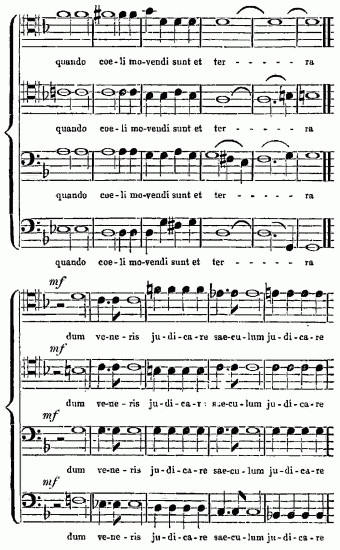 quando coe-li mo-vendi sunt et ter - - - - - ra
quando coe-li mo-vendi sunt et ter - - - - - ra
quando coe-li mo-vendi sunt et ter - - - - - ra
quando coe-li mo-vendi sunt et ter - - - - - ra
mf
dum ve-ne-ris ju-di-ca-re sae-cu-lum ju-di-ca-re
mf
dum ve-ne-ris ju-di-ca-r: sae-cu-lum ju-di-ca-re
mf
dum ve-ne-ris ju-di-ca-re sae-cu-lum ju-di-ca-re
mf
dum ve-ne-ris ju-di-ca-re sae-cu-lum ju-di-ca-re